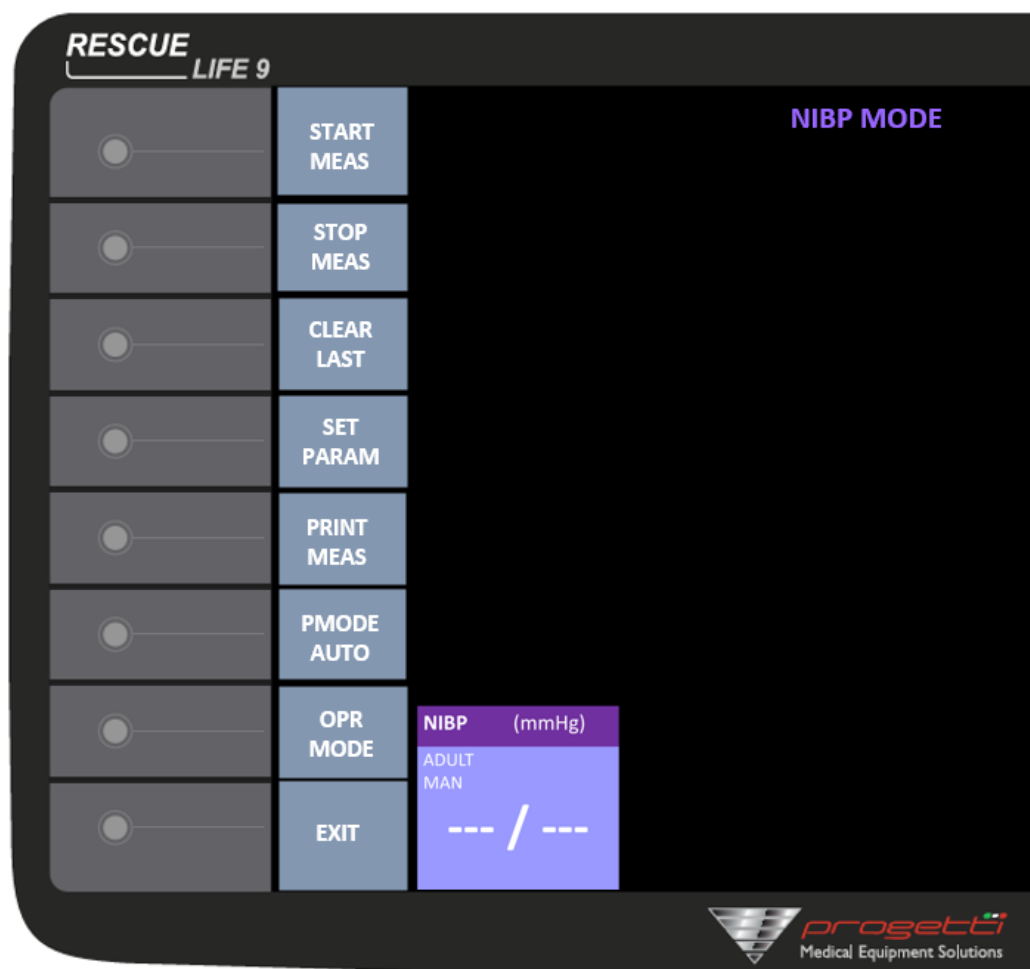 RESCUE
LIFE 9
NIBP MODE
START
MEAS
STOP
MEAS
CLEAR
LAST
SET
PARAM
PRINT
MEAS
PMODE
AUTO
OPR
MODE
EXIT
NIBP (mmHg)
ADULT
MAN
--- / ---
progetti
Medical Equipment Solutions